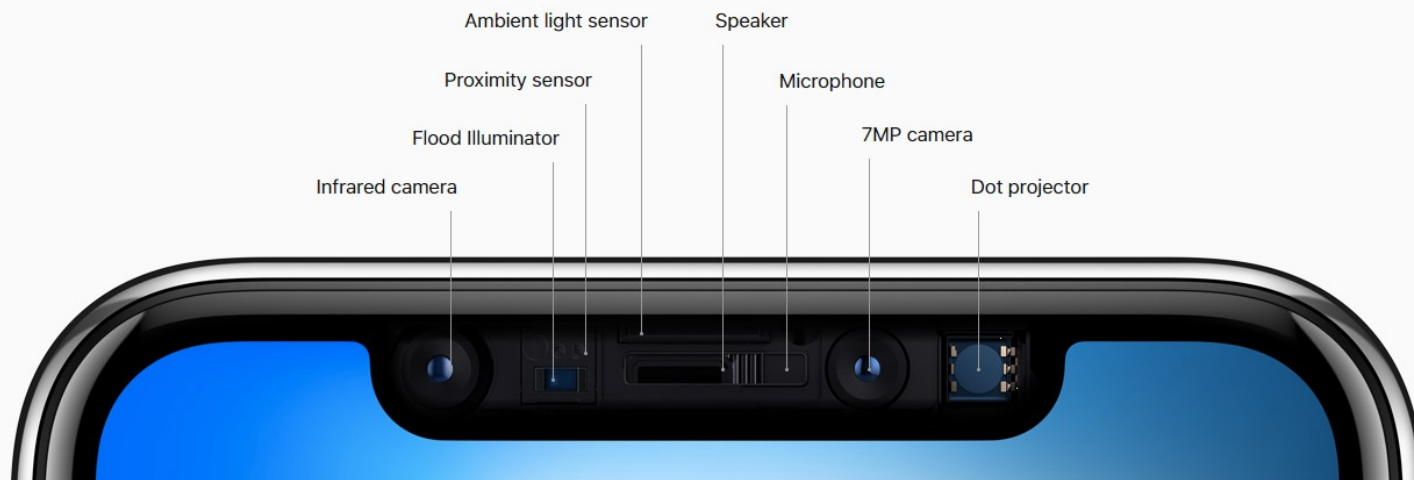 Ambient light sensor
Speaker
Proximity sensor
Microphone
Flood Illuminator
7MP camera
Infrared camera
Dot projector